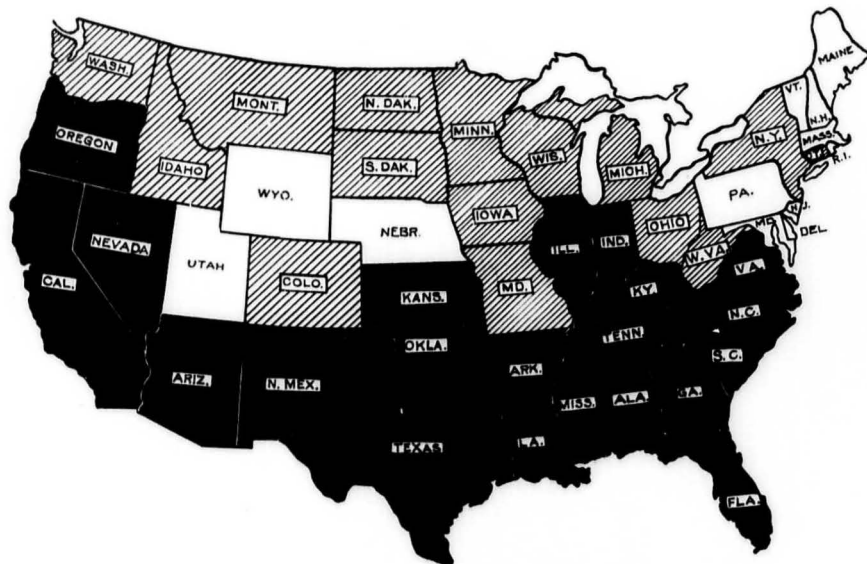 WASH.
MONT.
N. DAK.
MINN.
OREGON
IDAHO
S. DAK.
WIS.
MICH.
N.Y.
MAINE
VT.
N.H.
MASS.
R.I.
WYO.
IOWA
PA.
N.J.
NEVADA
UTAH
NEBR.
ILL.
IND.
OHIO
MD.
DEL
W.VA
CAL.
COLO.
KANS.
MD.
KY.
VA.
N.C.
TENN.
OKLA.
ARK.
S.C.
ARIZ.
N. MEX.
MISS.
ALA.
GA.
TEXAS
LA.
FLA.